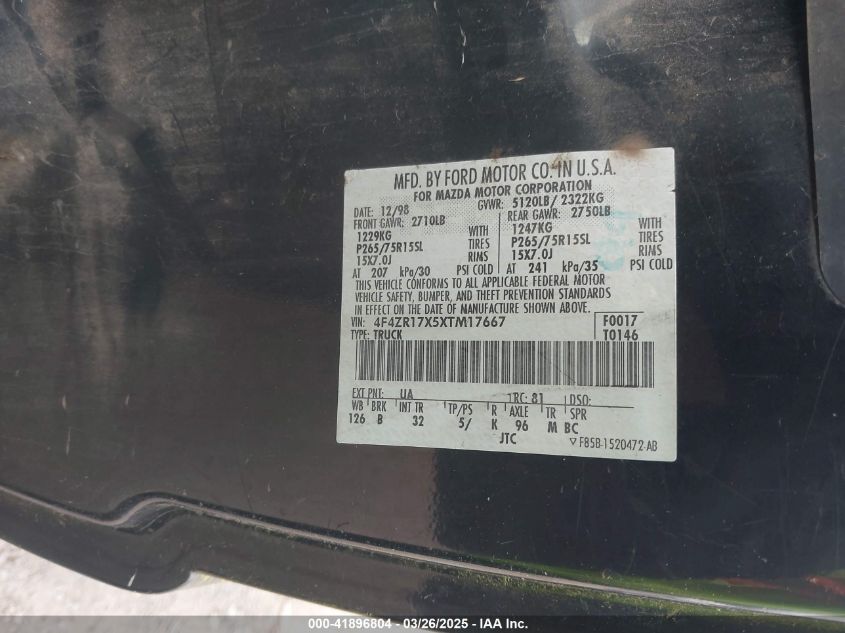 MFD. BY FORD MOTOR CO. IN U.S.A.
FOR MAZDA MOTOR CORPORATION
DATE: 12/98 GVWR: 5120LB/ 2322KG
FRONT GAWR: 2710LB REAR GAWR: 2750LB
1229KG WITH 1247KG WITH
P265/75R15SL TIRES P265/75R15SL TIRES
15X7.0J RIMS 15X7.0J RIMS
AT 207 kPa/30 PSI COLD AT 241 kPa/35 PSI COLD
THIS VEHICLE CONFORMS TO ALL APPLICABLE FEDERAL MOTOR
VEHICLE SAFETY, BUMPER, AND THEFT PREVENTION STANDARDS
IN EFFECT ON THE DATE OF MANUFACTURE SHOWN ABOVE.
VIN: 4F4ZR17X5XTM17667 F0017
TYPE: TRUCK T0146
EXT PNT: UA RC: 81 DSO:
WB BRK INT TR TP/PS R AXLE TR SPR
126 B 32 5/ K 96 M BC
JTC F85B-1520472-AB
000-41896804 - 03/26/2025 - IAA Inc.